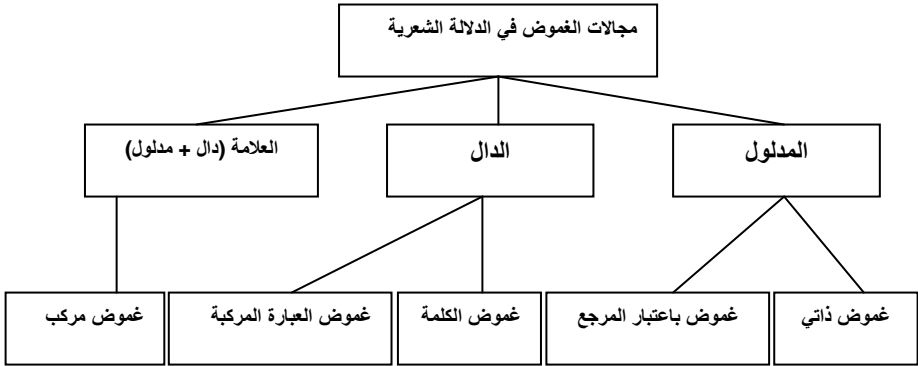 مجالات الغموض في الدلالة الشعرية
المدلول
الدال
العلامة (دال + مدلول)
غموض ذاتي
غموض باعتبار المرجع
غموض الكلمة
غموض العبارة المركبة
غموض مركب